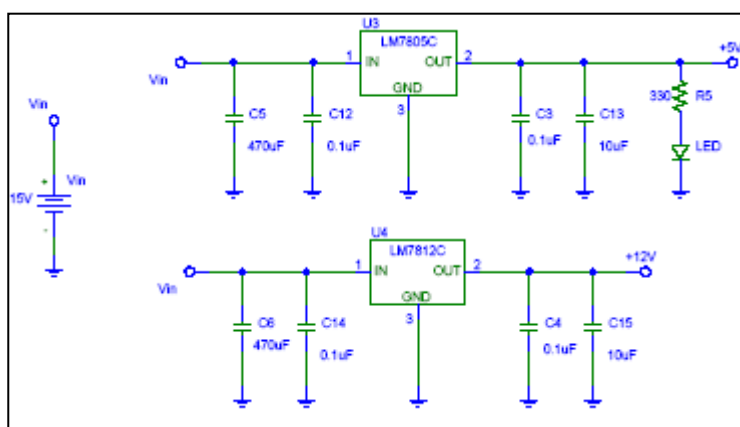 U3
LM7805C
+5V
1 IN OUT 2
Vin
GND
3
330 R5
C5
C12
C3
C13
470uF
0.1uF
0.1uF
10uF
LED
Vin
+ Vin
15V
-
U4
LM7812C
+12V
1 IN OUT 2
Vin
GND
3
C6
C14
C4
C15
470uF
0.1uF
0.1uF
10uF